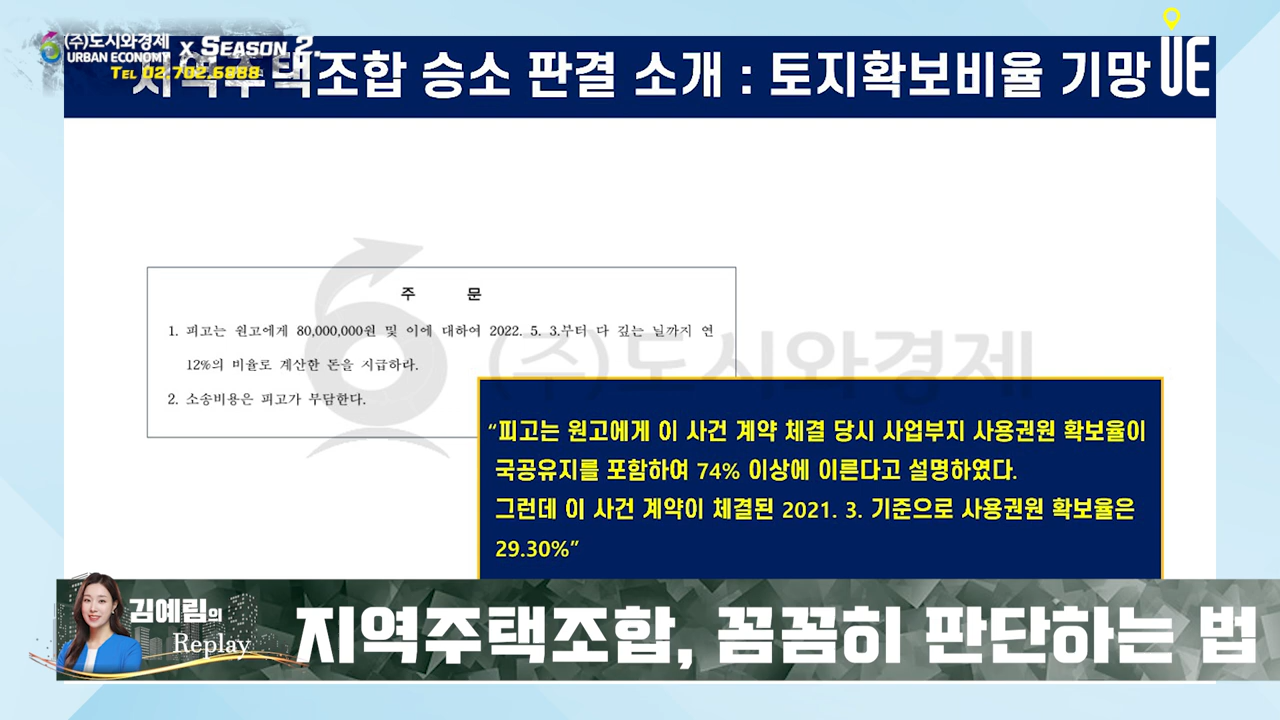 (주)도시와경제
URBAN ECONOMY
X SEASON 2.
TEL 02.702.6888
지역주택조합 승소 판결 소개 : 토지확보비율 기망
UE
(주)도시와경제
주 문
1. 피고는 원고에게 80,000,000원 및 이에 대하여 2022. 5. 3.부터 다 갚는 날까지 연
12%의 비율로 계산한 돈을 지급하라.
2. 소송비용은 피고가 부담한다.
“피고는 원고에게 이 사건 계약 체결 당시 사업부지 사용권원 확보율이
국공유지를 포함하여 74% 이상에 이른다고 설명하였다.
그런데 이 사건 계약이 체결된 2021. 3. 기준으로 사용권원 확보율은
29.30%”
김예림의
Replay
지역주택조합, 꼼꼼히 판단하는 법